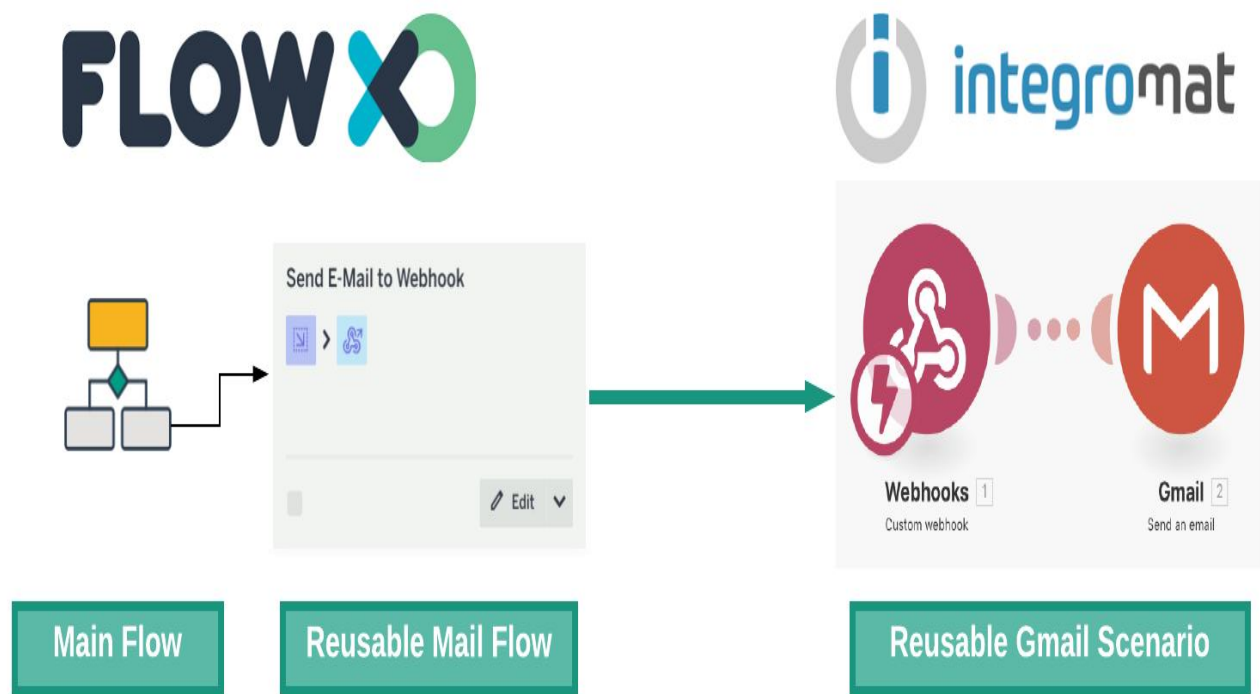 FLOW XO
integromat
Send E-Mail to Webhook
Edit
Webhooks 1
Custom webhook
Gmail 2
Send an email
Main Flow
Reusable Mail Flow
Reusable Gmail Scenario